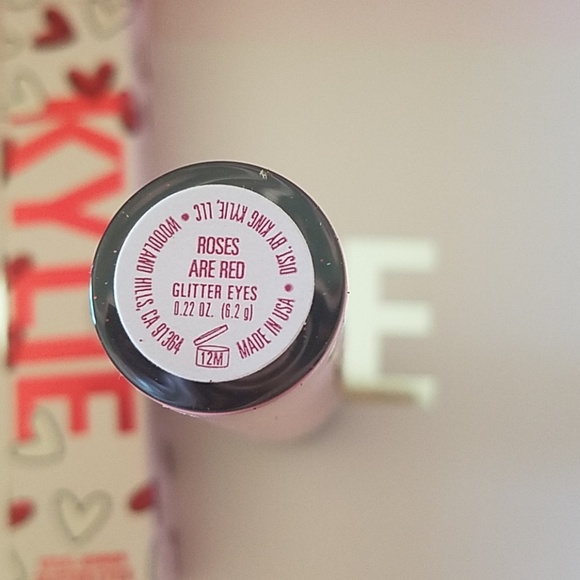 KYLIE
ROSES
ARE RED
GLITTER EYES
0.22 OZ. (6.2 g)
12M
WOODLAND HILLS, CA 91364 • DIST. BY KING KYLIE, LLC • MADE IN USA
E